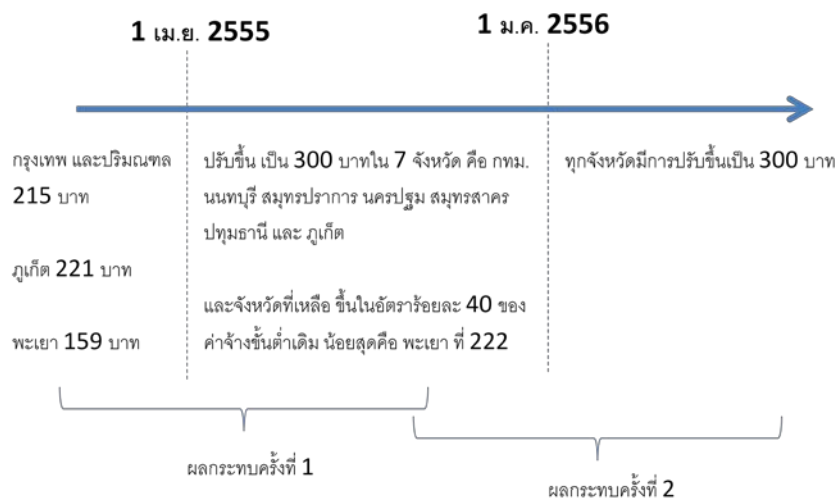 1 เม.ย. 2555
1 ม.ค. 2556
กรุงเทพ และปริมณฑล
215 บาท
ภูเก็ต 221 บาท
พะเยา 159 บาท
ปรับขึ้น เป็น 300 บาทใน 7 จังหวัด คือ กทม.
นนทบุรี สมุทรปราการ นครปฐม สมุทรสาคร
ปทุมธานี และ ภูเก็ต
และจังหวัดที่เหลือ ขึ้นในอัตราร้อยละ 40 ของ
ค่าจ้างขั้นต่ำเดิม น้อยสุดคือ พะเยา ที่ 222
ทุกจังหวัดมีการปรับขึ้นเป็น 300 บาท
ผลกระทบครั้งที่ 1
ผลกระทบครั้งที่ 2